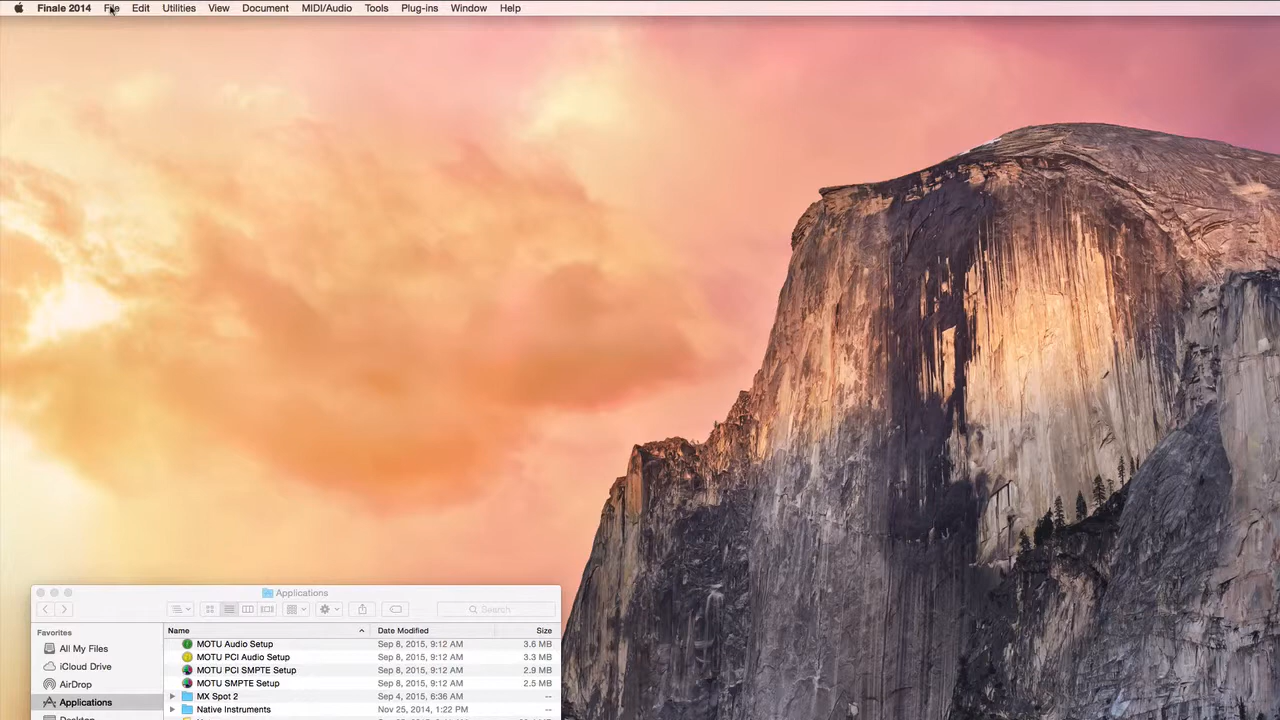 Finale 2014 File Edit Utilities View Document MIDI/Audio Tools Plug-ins Window Help
Applications
Search
Favorites
All My Files
iCloud Drive
AirDrop
Applications
Desktop
Name Date Modified Size
MOTU Audio Setup Sep 8, 2015, 9:12 AM 3.6 MB
MOTU PCI Audio Setup Sep 8, 2015, 9:12 AM 3.3 MB
MOTU PCI SMPTE Setup Sep 8, 2015, 9:12 AM 2.9 MB
MOTU SMPTE Setup Sep 8, 2015, 9:12 AM 2.5 MB
MX Spot 2 Sep 4, 2015, 6:36 AM --
Native Instruments Nov 25, 2014, 1:22 PM --